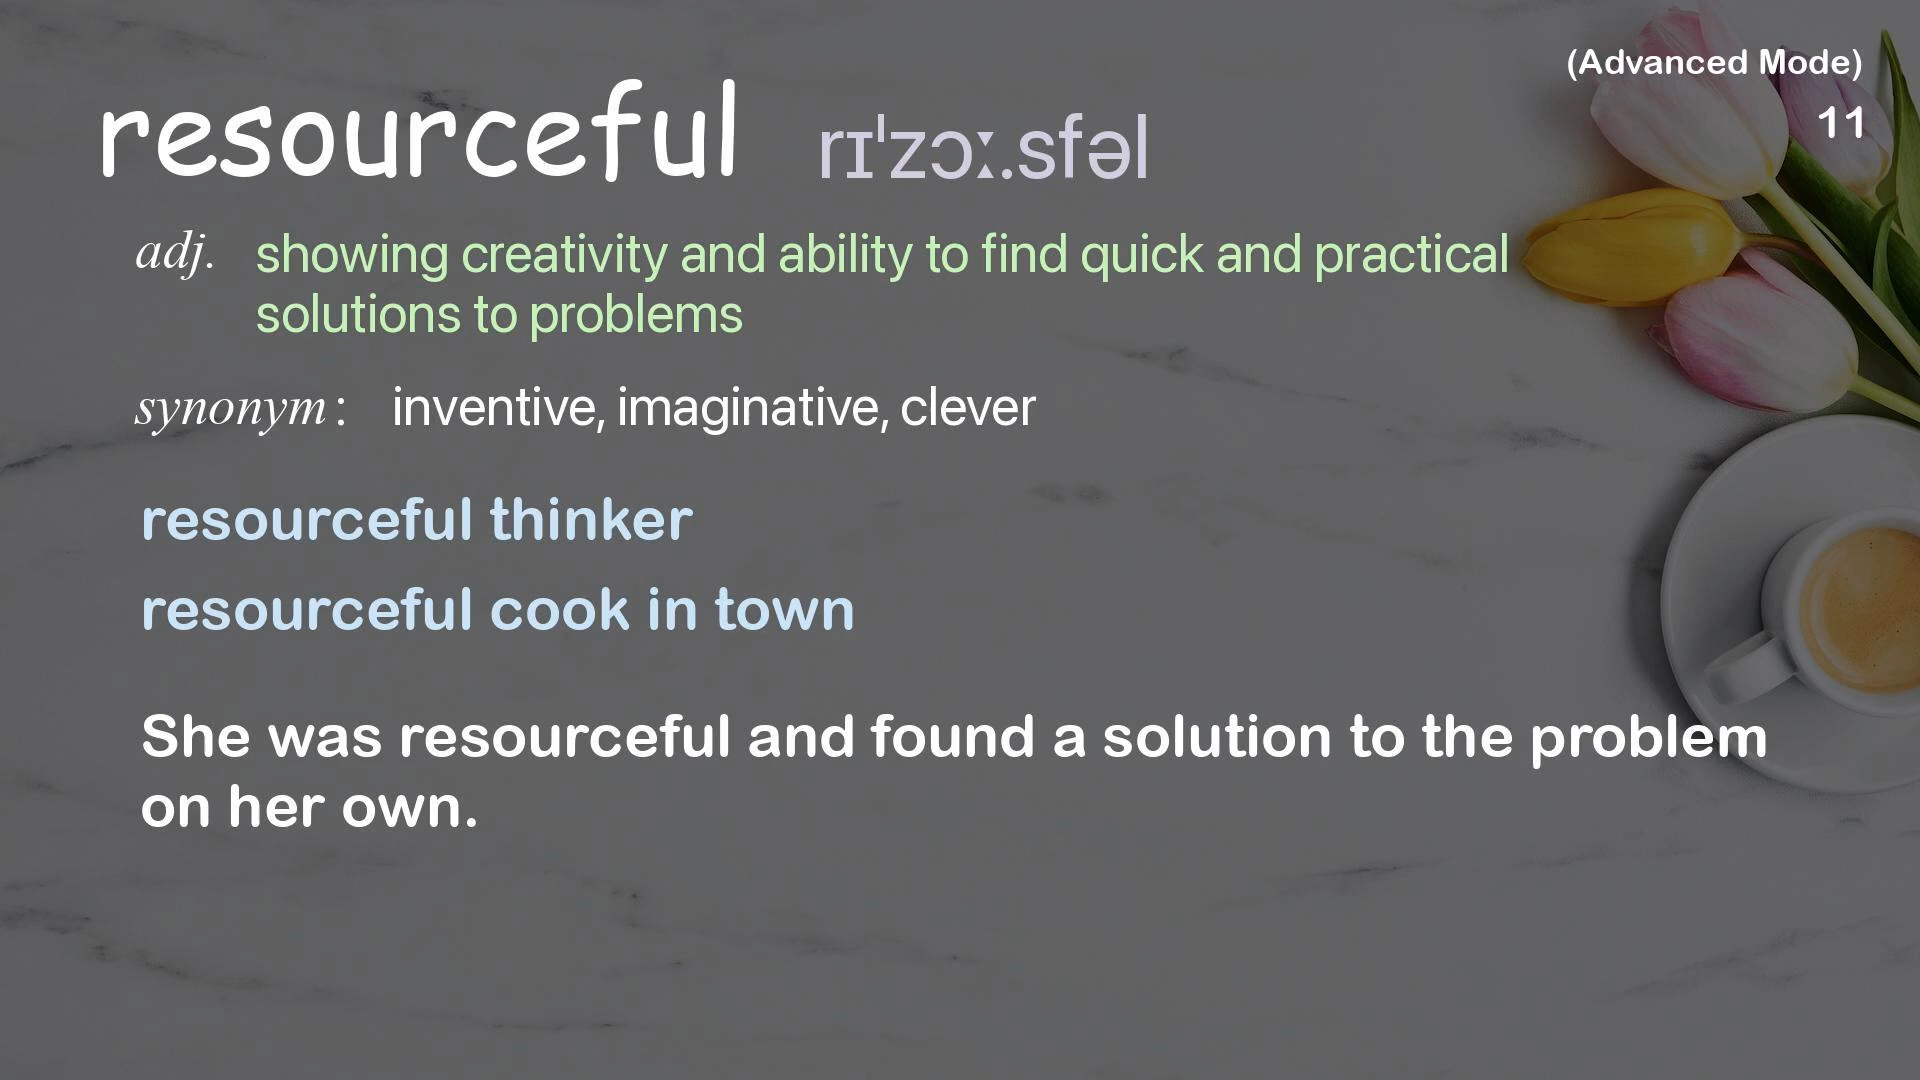 (Advanced Mode)
11
resourceful rɪˈzɔː.sfəl
adj. showing creativity and ability to find quick and practical
solutions to problems
synonym : inventive, imaginative, clever
resourceful thinker
resourceful cook in town
She was resourceful and found a solution to the problem
on her own.